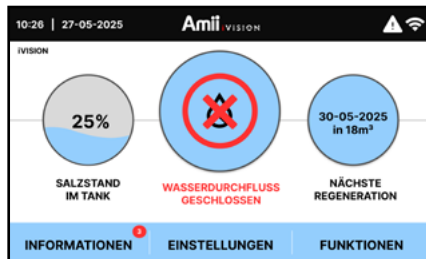 10:26 | 27-05-2025
Amii iVISION
iVISION
25%
30-05-2025
in 18m³
SALZSTAND
IM TANK
WASSERDURCHFLUSS
GESCHLOSSEN
NÄCHSTE
REGENERATION
3
INFORMATIONEN
EINSTELLUNGEN
FUNKTIONEN